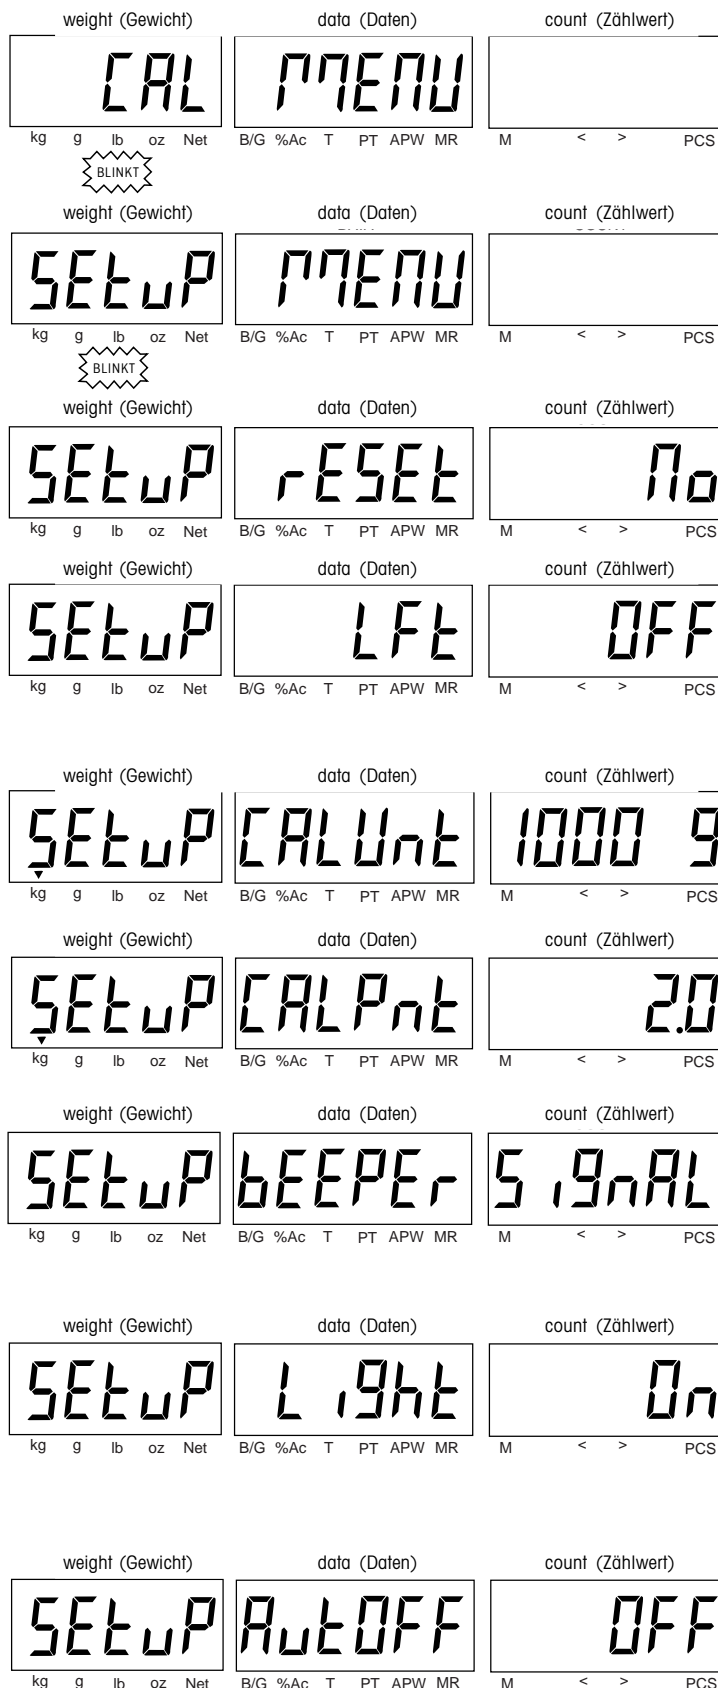 weight (Gewicht) data (Daten) count (Zählwert)
CAL MENU
kg g lb oz Net B/G %Ac T PT APW MR M < > PCS
BLINKT
weight (Gewicht) data (Daten) count (Zählwert)
SEtuP MENU
kg g lb oz Net B/G %Ac T PT APW MR M < > PCS
BLINKT
weight (Gewicht) data (Daten) count (Zählwert)
SEtuP rESEt No
kg g lb oz Net B/G %Ac T PT APW MR M < > PCS
weight (Gewicht) data (Daten) count (Zählwert)
SEtuP LFt OFF
kg g lb oz Net B/G %Ac T PT APW MR M < > PCS
weight (Gewicht) data (Daten) count (Zählwert)
SEtuP CALUnt 1000 g
kg g lb oz Net B/G %Ac T PT APW MR M < > PCS
weight (Gewicht) data (Daten) count (Zählwert)
SEtuP CALPnt 2.0
kg g lb oz Net B/G %Ac T PT APW MR M < > PCS
weight (Gewicht) data (Daten) count (Zählwert)
SEtuP bEEPEr SignAL
kg g lb oz Net B/G %Ac T PT APW MR M < > PCS
weight (Gewicht) data (Daten) count (Zählwert)
SEtuP Light On
kg g lb oz Net B/G %Ac T PT APW MR M < > PCS
weight (Gewicht) data (Daten) count (Zählwert)
SEtuP AutOFF OFF
kg g lb oz Net B/G %Ac T PT APW MR M < > PCS